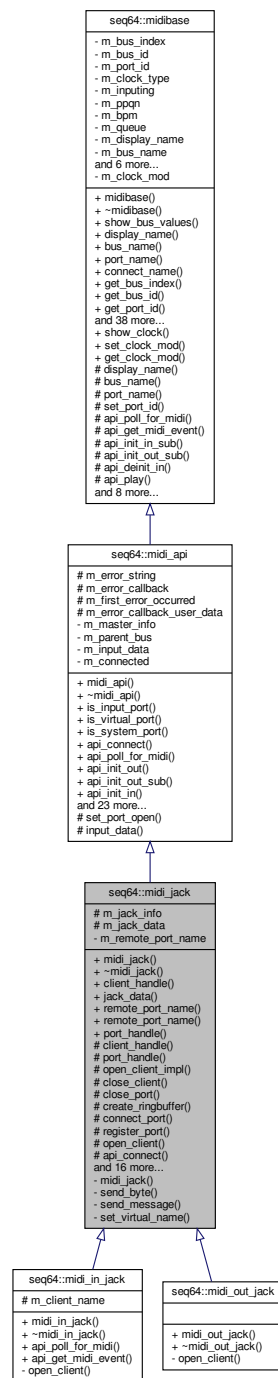 seq64::midibase
- m_bus_index
- m_bus_id
- m_port_id
- m_clock_type
- m_inputing
- m_ppqn
- m_bpm
- m_queue
- m_display_name
- m_bus_name
and 6 more...
- m_clock_mod
+ midibase()
+ ~midibase()
+ show_bus_values()
+ display_name()
+ bus_name()
+ port_name()
+ connect_name()
+ get_bus_index()
+ get_bus_id()
+ get_port_id()
and 38 more...
+ show_clock()
+ set_clock_mod()
+ get_clock_mod()
# display_name()
# bus_name()
# port_name()
# set_port_id()
# api_poll_for_midi()
# api_get_midi_event()
# api_init_in_sub()
# api_init_out_sub()
# api_deinit_in()
# api_play()
and 8 more...
seq64::midi_api
# m_error_string
# m_error_callback
# m_first_error_occurred
# m_error_callback_user_data
- m_master_info
- m_parent_bus
- m_input_data
- m_connected
+ midi_api()
+ ~midi_api()
+ is_input_port()
+ is_virtual_port()
+ is_system_port()
+ api_connect()
+ api_poll_for_midi()
+ api_init_out()
+ api_init_out_sub()
+ api_init_in()
and 23 more...
# set_port_open()
# input_data()
seq64::midi_jack
# m_jack_info
# m_jack_data
- m_remote_port_name
+ midi_jack()
+ ~midi_jack()
+ client_handle()
+ jack_data()
+ remote_port_name()
+ remote_port_name()
+ port_handle()
# client_handle()
# port_handle()
# open_client_impl()
# close_client()
# close_port()
# create_ringbuffer()
# connect_port()
# register_port()
# open_client()
# api_connect()
and 16 more...
- midi_jack()
- send_byte()
- send_message()
- set_virtual_name()
seq64::midi_in_jack
# m_client_name
+ midi_in_jack()
+ ~midi_in_jack()
+ api_poll_for_midi()
+ api_get_midi_event()
- open_client()
seq64::midi_out_jack
+ midi_out_jack()
+ ~midi_out_jack()
- open_client()